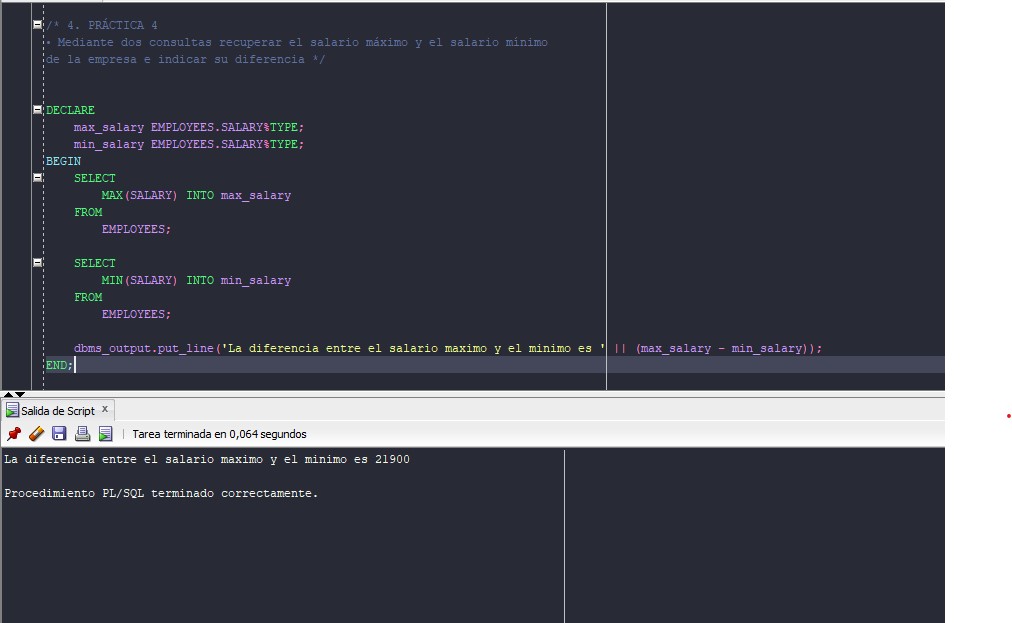 /* 4. PRÁCTICA 4
• Mediante dos consultas recuperar el salario máximo y el salario mínimo
de la empresa e indicar su diferencia */
DECLARE
max_salary EMPLOYEES.SALARY%TYPE;
min_salary EMPLOYEES.SALARY%TYPE;
BEGIN
SELECT
MAX(SALARY) INTO max_salary
FROM
EMPLOYEES;
SELECT
MIN(SALARY) INTO min_salary
FROM
EMPLOYEES;
dbms_output.put_line('La diferencia entre el salario maximo y el minimo es ' || (max_salary - min_salary));
END;
Salida de Script x
Tarea terminada en 0,064 segundos
La diferencia entre el salario maximo y el minimo es 21900
Procedimiento PL/SQL terminado correctamente.